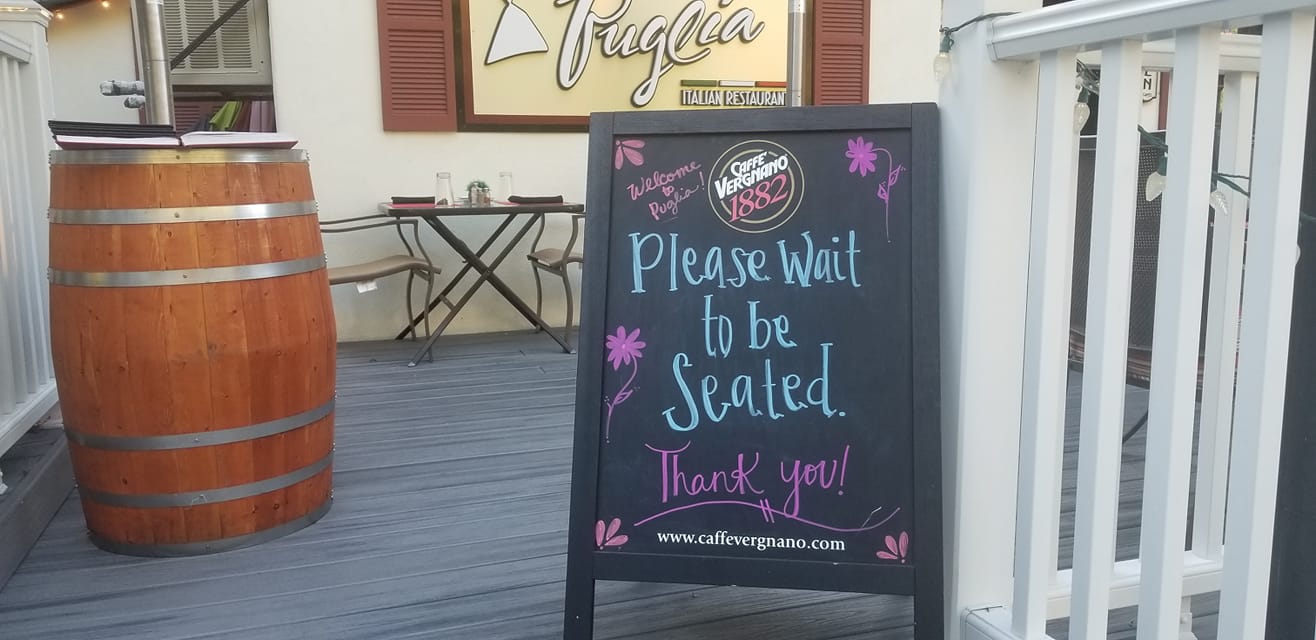 Puglia
ITALIAN RESTAURANT
Welcome
to
Puglia!
CAFFÈ
VERGNANO
1882
Please Wait
to be
Seated.
Thank you!
www.caffevergnano.com